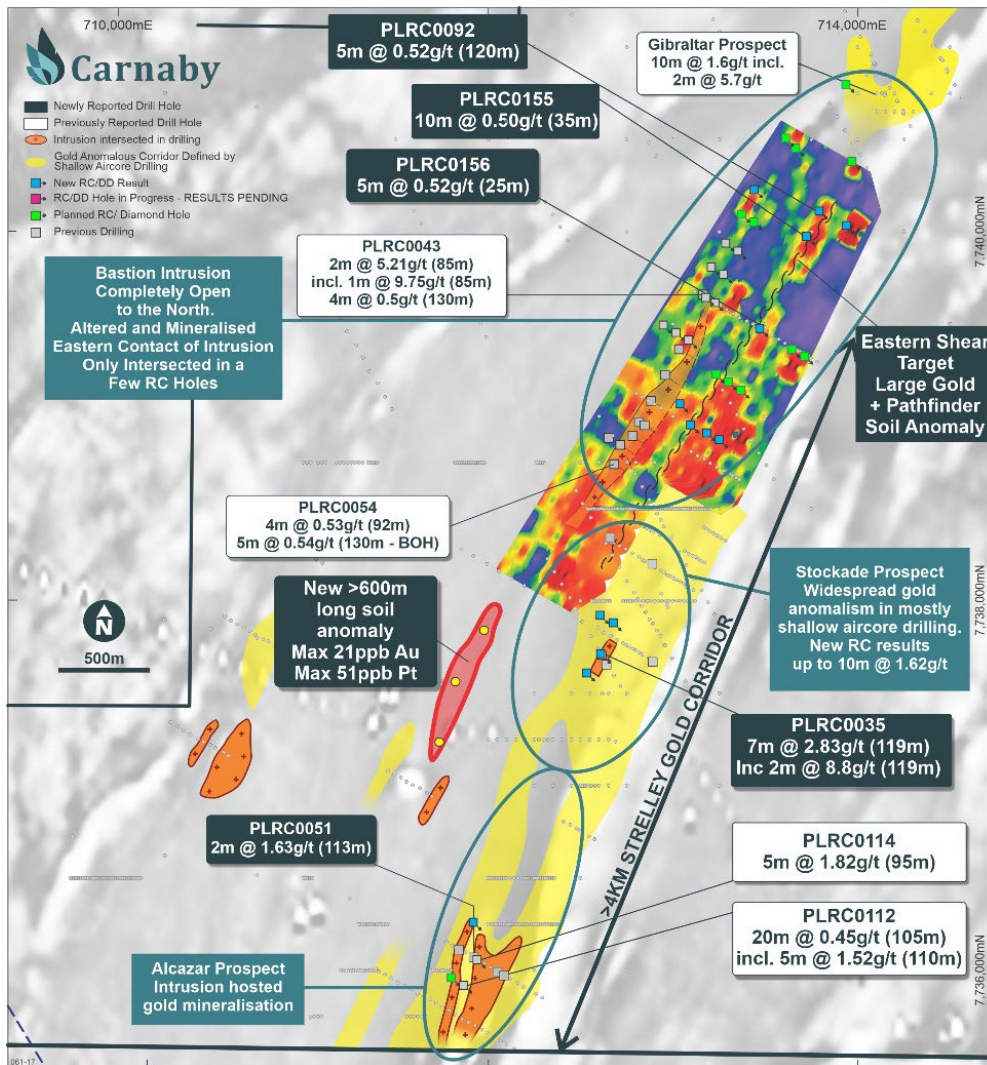 710,000mE
714,000mE
Carnaby
Newly Reported Drill Hole
Previously Reported Drill Hole
Intrusion intersected in drilling
Gold Anomalous Corridor Defined by
Shallow Aircore Drilling
New RC/DD Result
RC/DD Hole in Progress - RESULTS PENDING
Planned RC/ Diamond Hole
Previous Drilling
PLRC0092
5m @ 0.52g/t (120m)
PLRC0155
10m @ 0.50g/t (35m)
PLRC0156
5m @ 0.52g/t (25m)
Gibraltar Prospect
10m @ 1.6g/t incl.
2m @ 5.7g/t
7,740,000mN
PLRC0043
2m @ 5.21g/t (85m)
incl. 1m @ 9.75g/t (85m)
4m @ 0.5g/t (130m)
Bastion Intrusion
Completely Open
to the North.
Altered and Mineralised
Eastern Contact of Intrusion
Only Intersected in a
Few RC Holes
Eastern Shear
Target
Large Gold
+ Pathfinder
Soil Anomaly
PLRC0054
4m @ 0.53g/t (92m)
5m @ 0.54g/t (130m - BOH)
New >600m
long soil
anomaly
Max 21ppb Au
Max 51ppb Pt
N
500m
Stockade Prospect
Widespread gold
anomalism in mostly
shallow aircore drilling.
New RC results
up to 10m @ 1.62g/t
7,738,000mN
>4KM STRELLEY GOLD CORRIDOR
PLRC0035
7m @ 2.83g/t (119m)
Inc 2m @ 8.8g/t (119m)
PLRC0051
2m @ 1.63g/t (113m)
PLRC0114
5m @ 1.82g/t (95m)
PLRC0112
20m @ 0.45g/t (105m)
incl. 5m @ 1.52g/t (110m)
7,736,000mN
Alcazar Prospect
Intrusion hosted
gold mineralisation
061-17